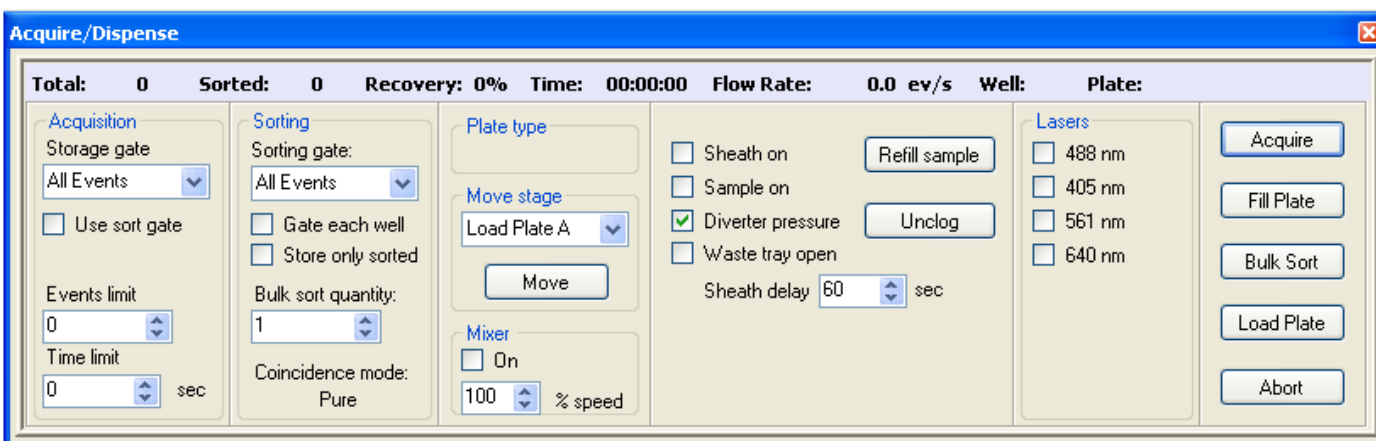 Acquire/Dispense
Total: 0 Sorted: 0 Recovery: 0% Time: 00:00:00 Flow Rate: 0.0 ev/s Well: Plate:
Acquisition
Storage gate
All Events
Use sort gate
Events limit
0
Time limit
0 sec
Sorting
Sorting gate:
All Events
Gate each well
Store only sorted
Bulk sort quantity:
1
Coincidence mode:
Pure
Plate type
Move stage
Load Plate A
Move
Mixer
On
100 % speed
Sheath on
Sample on
Diverter pressure
Waste tray open
Sheath delay 60 sec
Refill sample
Unclog
Lasers
488 nm
405 nm
561 nm
640 nm
Acquire
Fill Plate
Bulk Sort
Load Plate
Abort